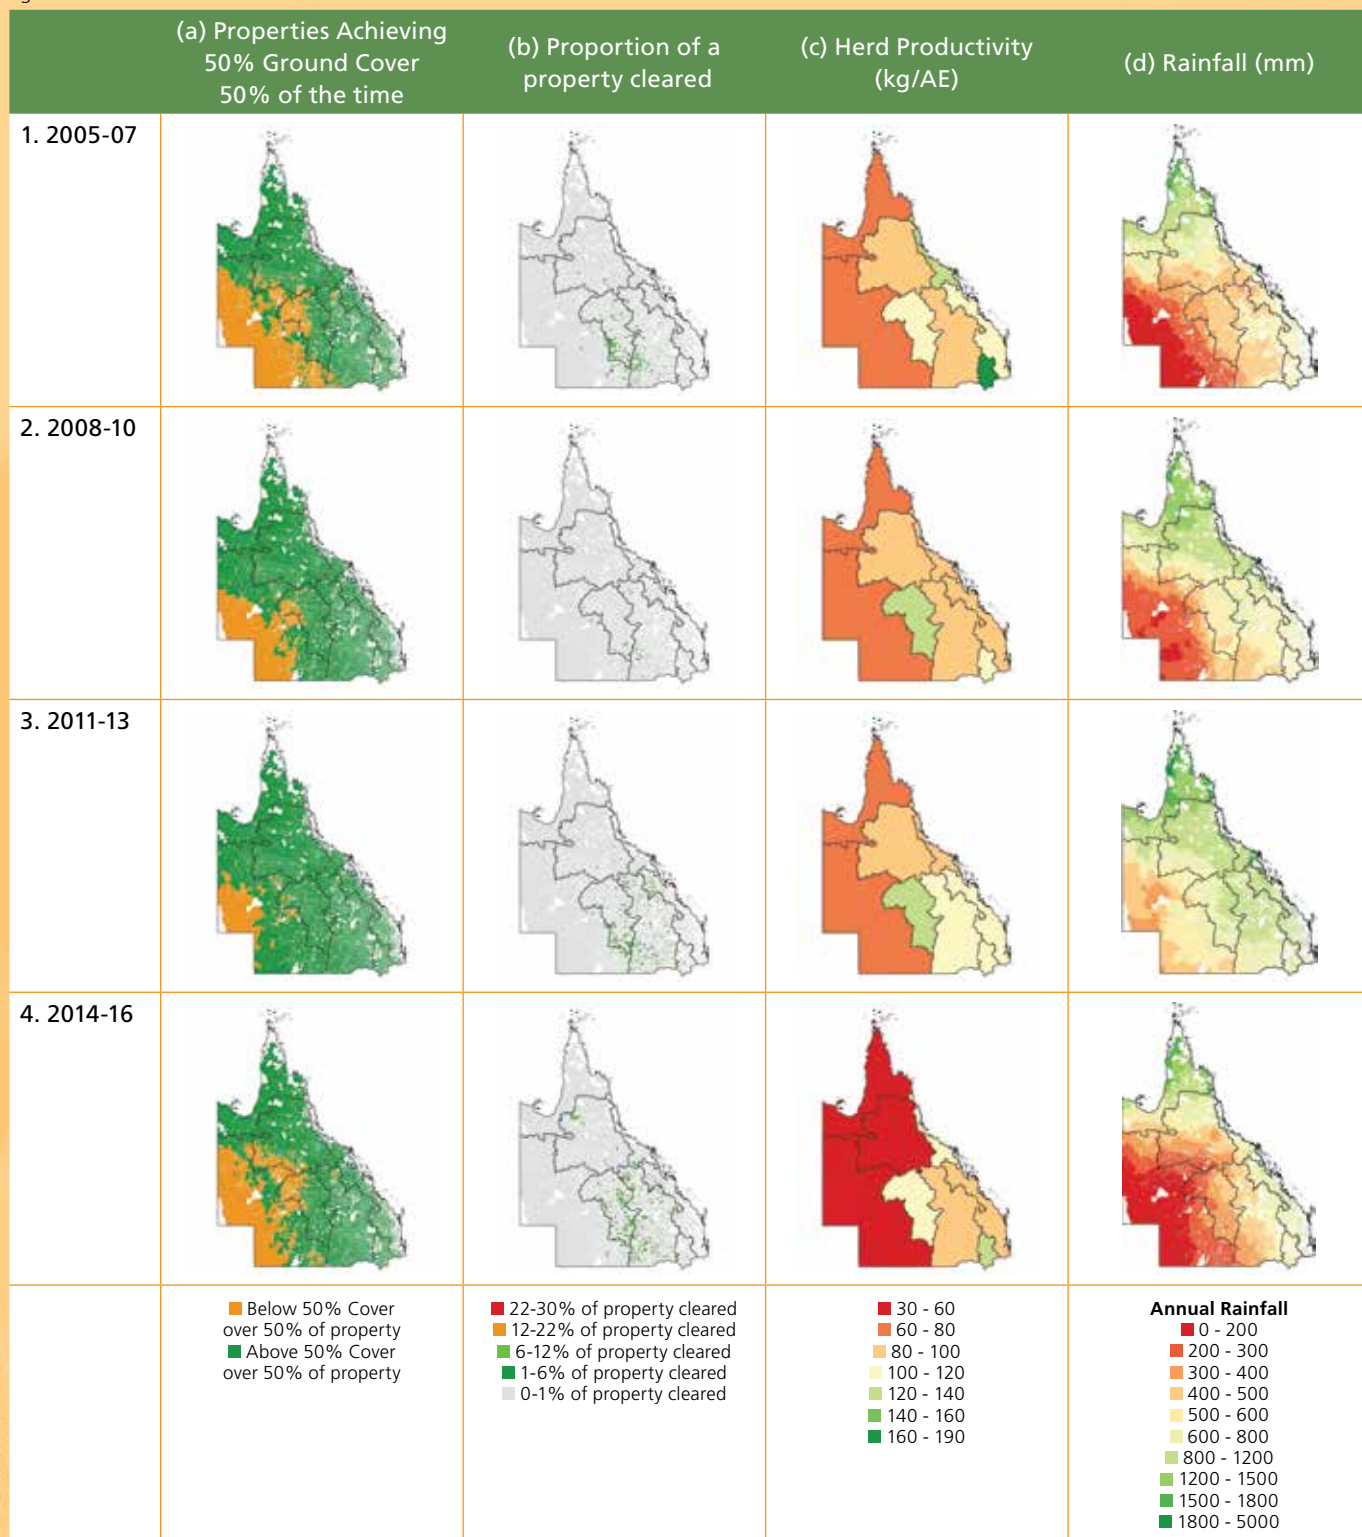 (a) Properties Achieving
50% Ground Cover
50% of the time
(b) Proportion of a
property cleared
(c) Herd Productivity
(kg/AE)
(d) Rainfall (mm)
1. 2005-07
2. 2008-10
3. 2011-13
4. 2014-16
Below 50% Cover
over 50% of property
Above 50% Cover
over 50% of property
22-30% of property cleared
12-22% of property cleared
6-12% of property cleared
1-6% of property cleared
0-1% of property cleared
30 - 60
60 - 80
80 - 100
100 - 120
120 - 140
140 - 160
160 - 190
Annual Rainfall
0 - 200
200 - 300
300 - 400
400 - 500
500 - 600
600 - 800
800 - 1200
1200 - 1500
1500 - 1800
1800 - 5000